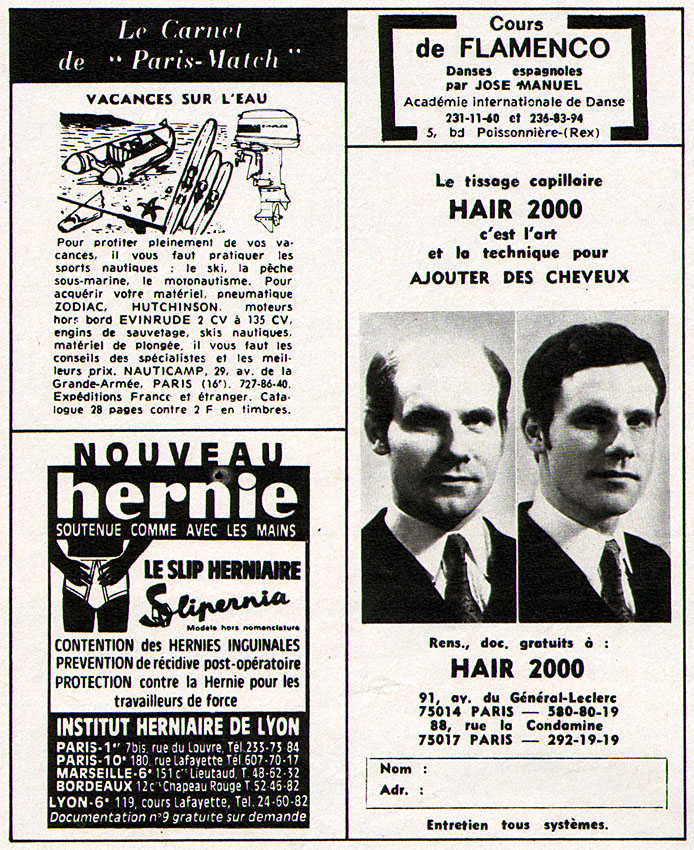 Le Carnet
de "Paris-Match"
VACANCES SUR L'EAU
EVINRUDE
Pour profiter pleinement de vos va-
cances, il vous faut pratiquer les
sports nautiques : le ski, la pêche
sous-marine, le motonautisme. Pour
acquérir votre matériel, pneumatique
ZODIAC, HUTCHINSON, moteurs
hors bord EVINRUDE 2 CV à 135 CV,
engins de sauvetage, skis nautiques,
matériel de plongée, il vous faut les
conseils des spécialistes et les meil-
leurs prix. NAUTICAMP, 29, av. de la
Grande-Armée, PARIS (16e). 727-86-40.
Expéditions France et étranger. Cata-
logue 28 pages contre 2 F en timbres.
NOUVEAU
hernie
SOUTENUE COMME AVEC LES MAINS
LE SLIP HERNIAIRE
Slipernia
Modèle hors nomenclature
CONTENTION des HERNIES INGUINALES
PREVENTION de récidive post-opératoire
PROTECTION contre la Hernie pour les
travailleurs de force
INSTITUT HERNIAIRE DE LYON
PARIS-1er 7bis, rue du Louvre, Tél. 233-73 84
PARIS-10e 180, rue Lafayette Tél 607-70-17
MARSEILLE-6e 151 crs Lieutaud, T. 48-62-32
BORDEAUX 12 crs Chapeau Rouge T. 52-46-82
LYON-6e 119, cours Lafayette, Tél. 24-60-82
Documentation n°9 gratuite sur demande
Cours
de FLAMENCO
Danses espagnoles
par JOSE MANUEL
Académie internationale de Danse
231-11-60 et 236-83-94
5, bd Poissonnière-(Rex)
Le tissage capillaire
HAIR 2000
c'est l'art
et la technique pour
AJOUTER DES CHEVEUX
Rens., doc. gratuits à :
HAIR 2000
91, av. du Général-Leclerc
75014 PARIS — 580-80-19
88, rue la Condamine
75017 PARIS — 292-19-19
Nom :
Adr. :
Entretien tous systèmes.